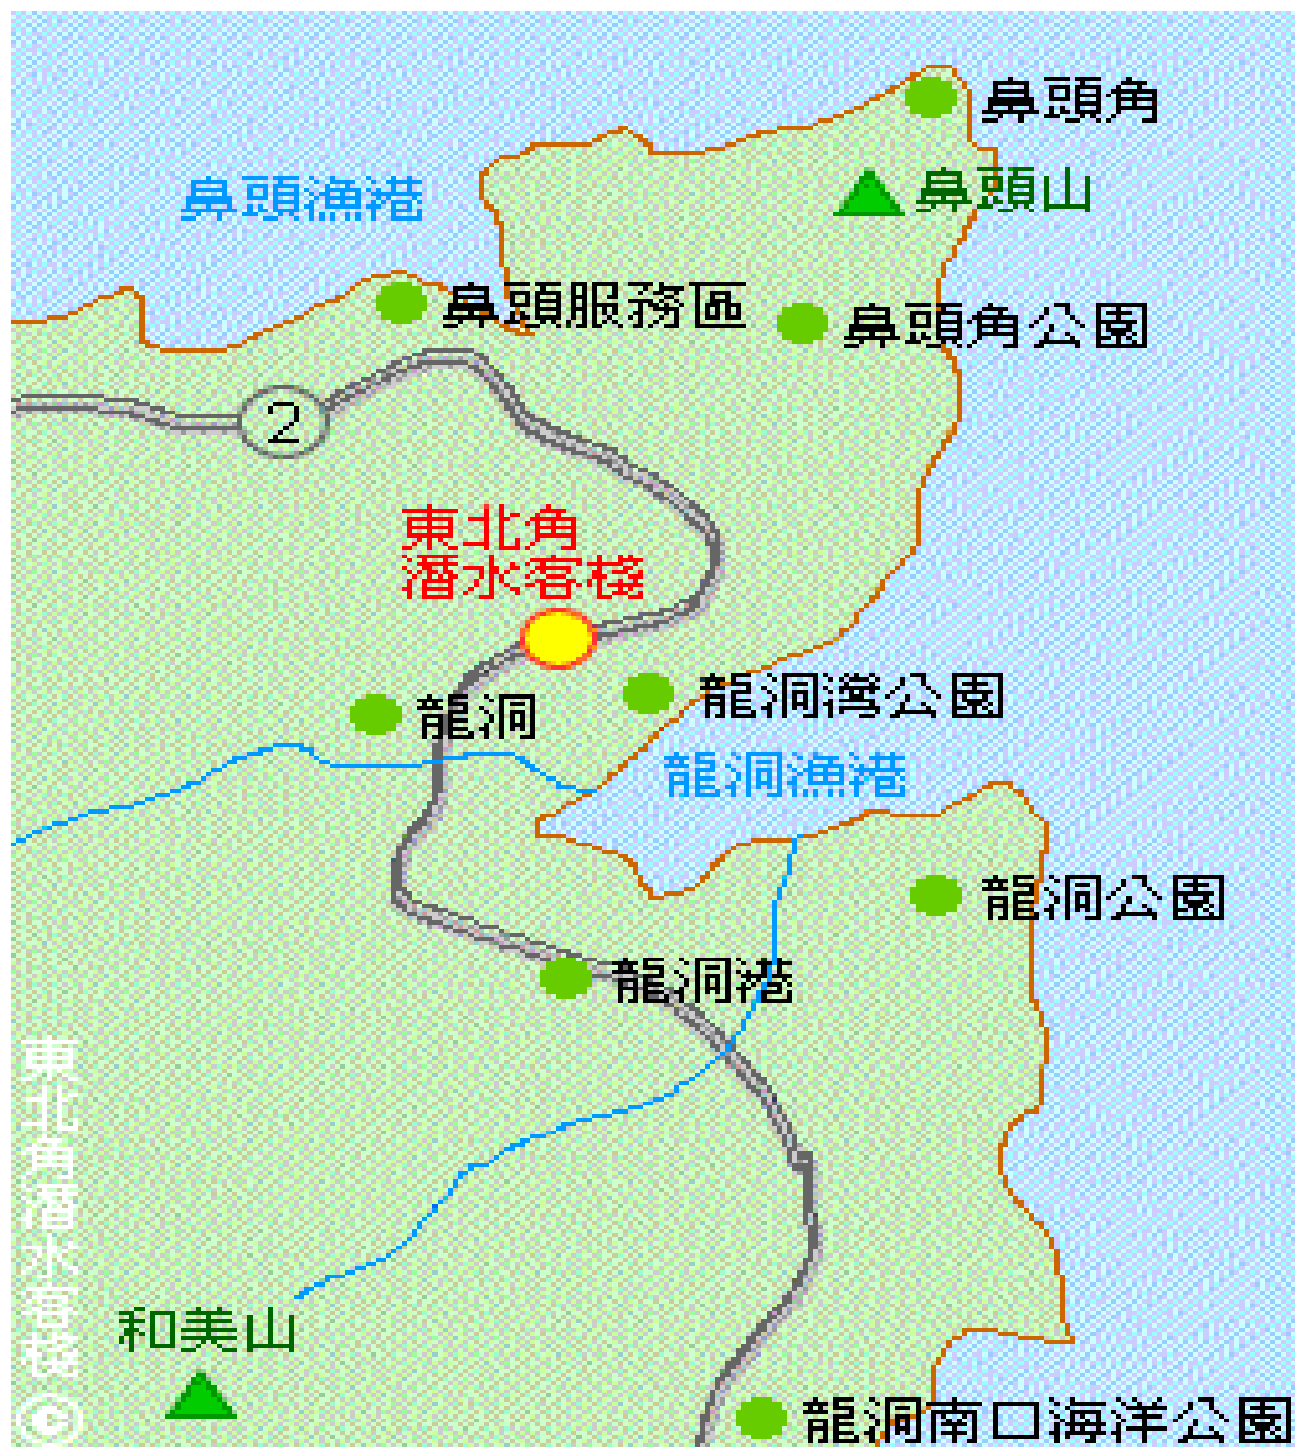 鼻頭角
鼻頭山
鼻頭漁港
鼻頭服務區
鼻頭角公園
2
東北角
潛水客棧
龍洞灣公園
龍洞
龍洞漁港
龍洞公園
龍洞港
東北角潛水客棧©
和美山
龍洞南口海洋公園